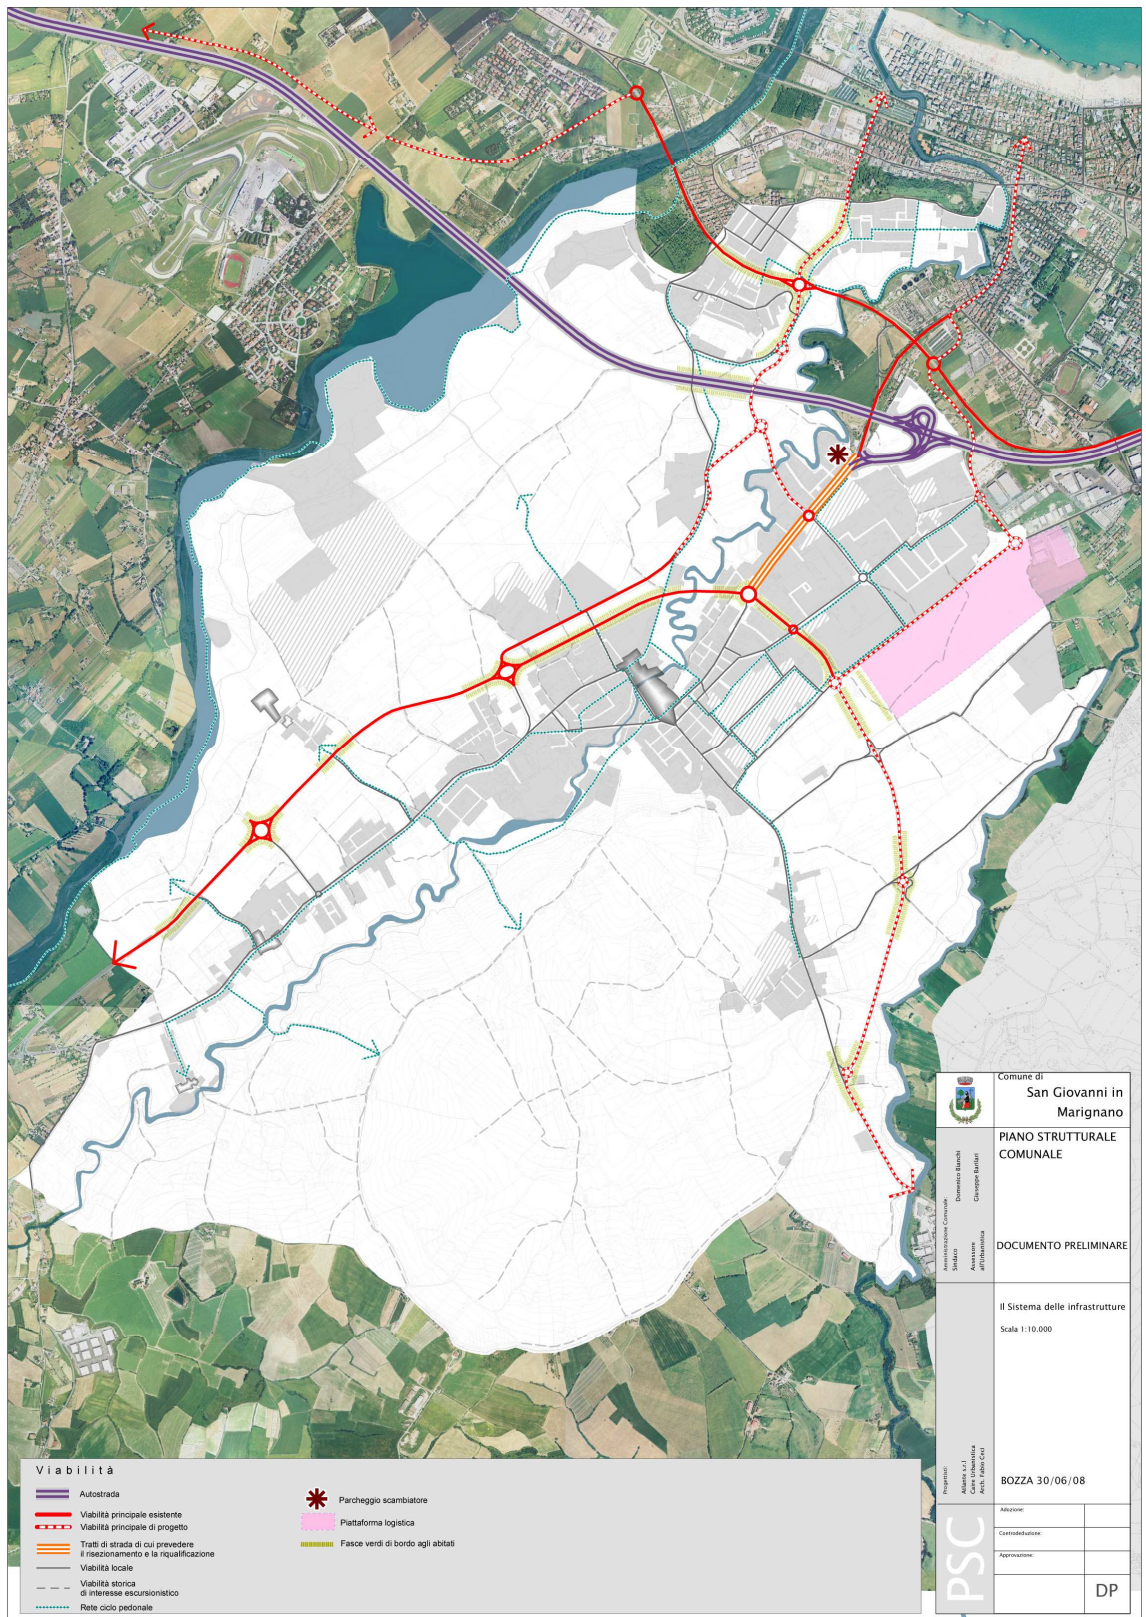 Comune di
San Giovanni in
Marignano
PIANO STRUTTURALE
COMUNALE
Amministrazione Comunale:
Sindaco
Domenico Bianchi
Assessore
all'Urbanistica
Giuseppe Barilari
DOCUMENTO PRELIMINARE
Il Sistema delle infrastrutture
Scala 1:10.000
Progettisti:
Atlante s.r.l
Caire Urbanistica
Arch. Fabio Ceci
BOZZA 30/06/08
PSC
Adozione:
Controdeduzione:
Approvazione:
DP
Viabilità
Autostrada
Viabilità principale esistente
Viabilità principale di progetto
Tratti di strada di cui prevedere
il risezionamento e la riqualificazione
Viabilità locale
Viabilità storica
di interesse escursionistico
Rete ciclo pedonale
Parcheggio scambiatore
Piattaforma logistica
Fasce verdi di bordo agli abitati